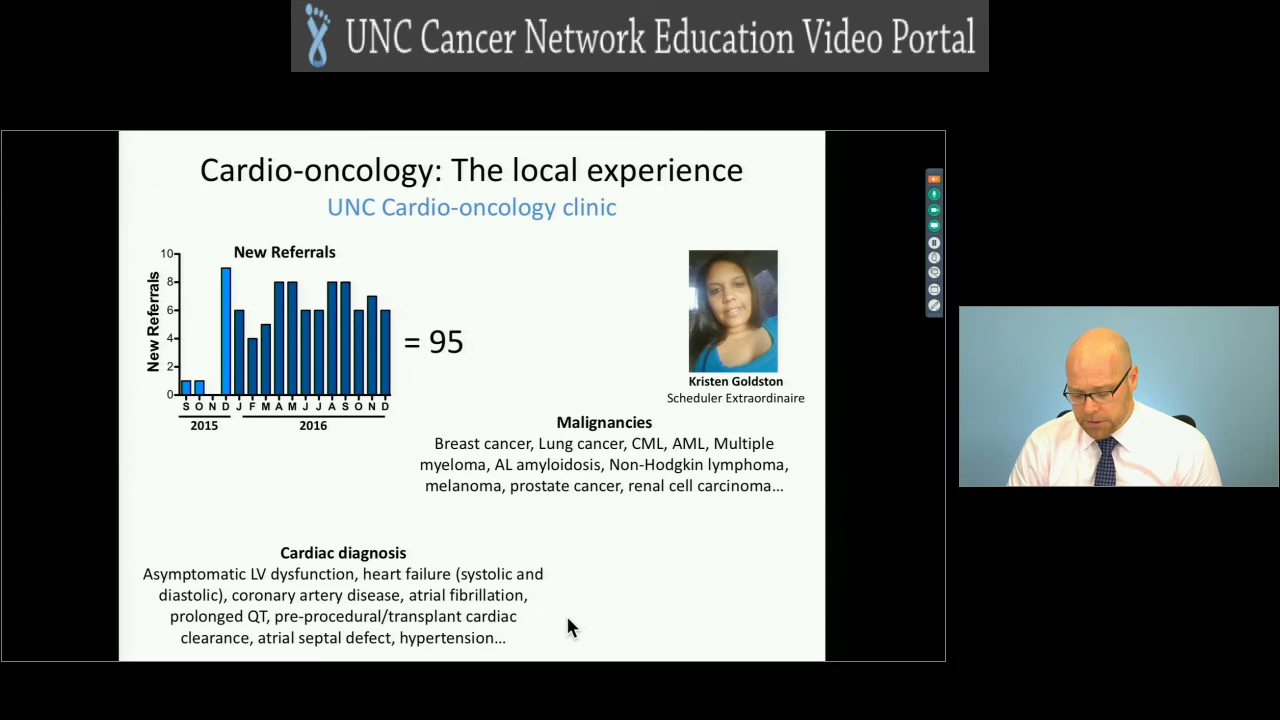 UNC Cancer Network Education Video Portal
Cardio-oncology: The local experience
UNC Cardio-oncology clinic
New Referrals
New Referrals
10
8
6
4
2
0
S O N D J F M A M J J A S O N D
2015 2016
= 95
Kristen Goldston
Scheduler Extraordinaire
Malignancies
Breast cancer, Lung cancer, CML, AML, Multiple
myeloma, AL amyloidosis, Non-Hodgkin lymphoma,
melanoma, prostate cancer, renal cell carcinoma...
Cardiac diagnosis
Asymptomatic LV dysfunction, heart failure (systolic and
diastolic), coronary artery disease, atrial fibrillation,
prolonged QT, pre-procedural/transplant cardiac
clearance, atrial septal defect, hypertension...